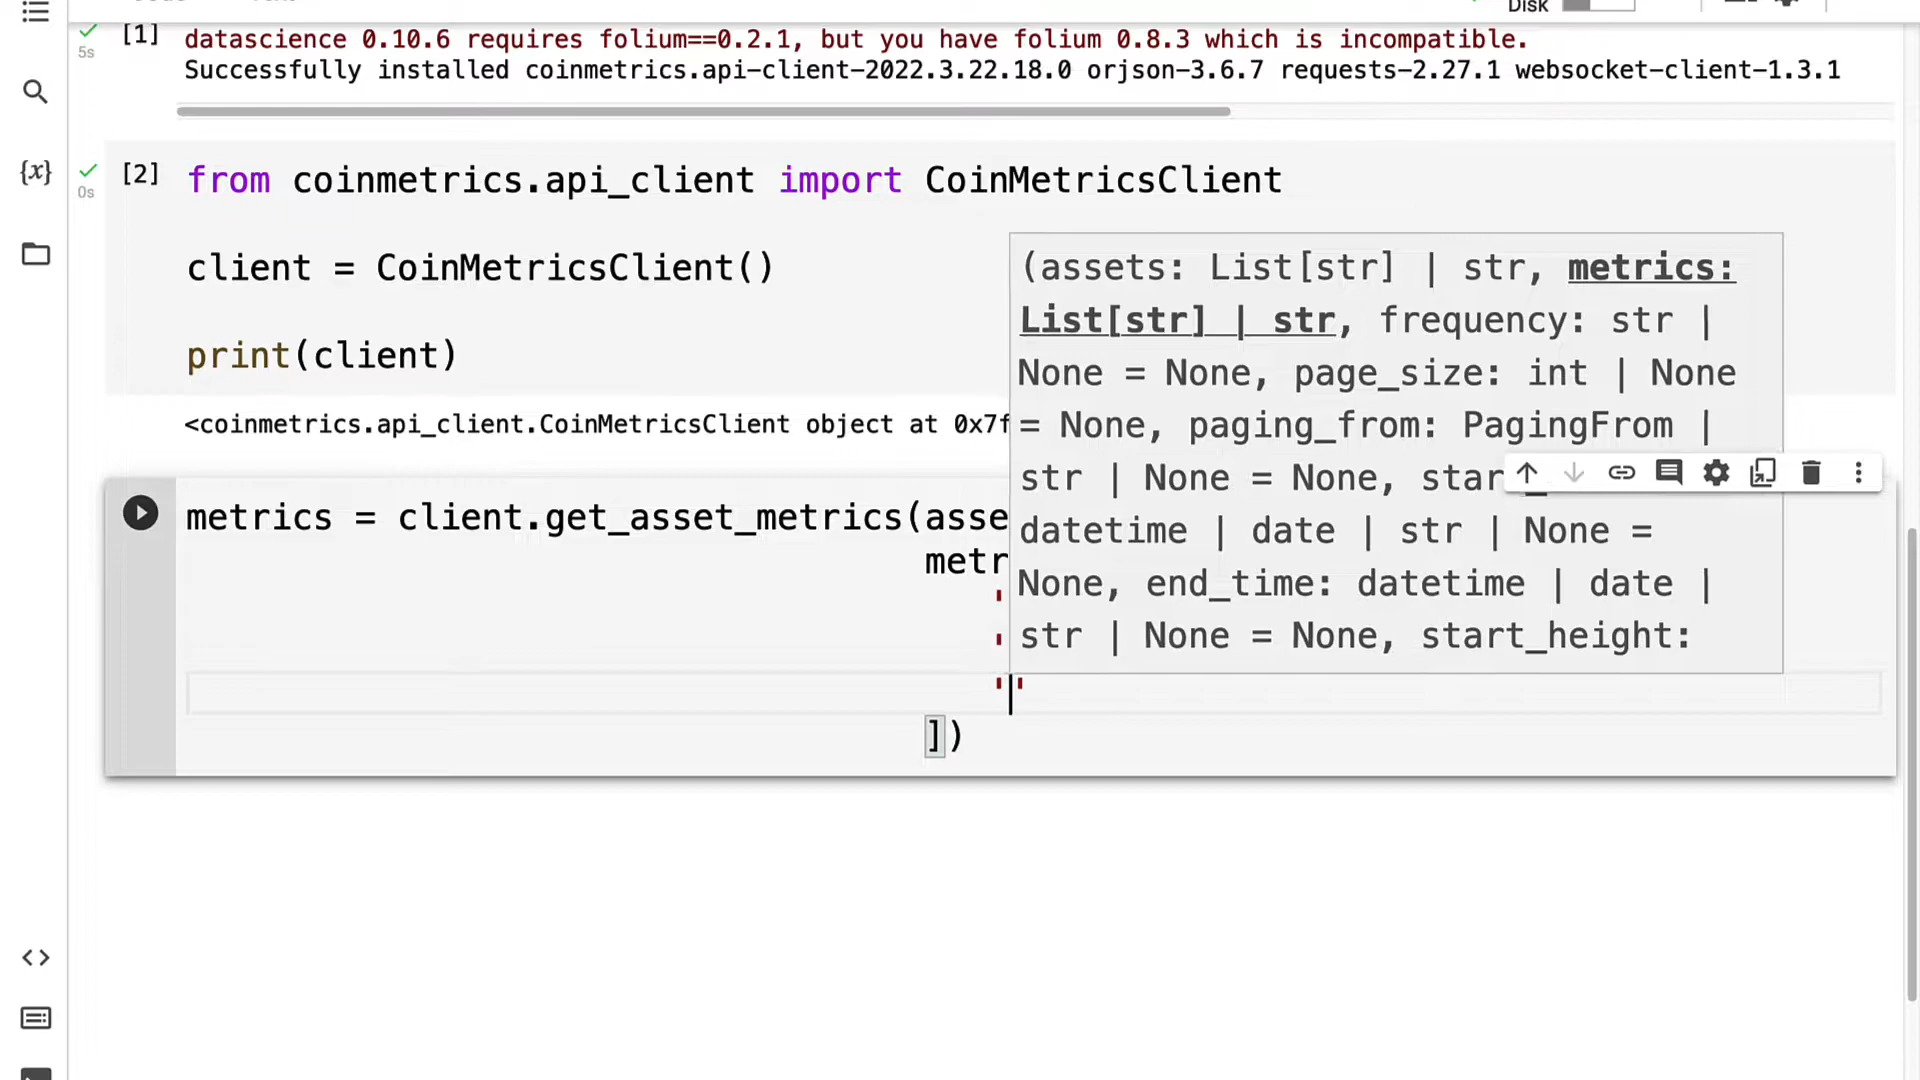 Disk
[1]
5s
datascience 0.10.6 requires folium==0.2.1, but you have folium 0.8.3 which is incompatible.
Successfully installed coinmetrics.api-client-2022.3.22.18.0 orjson-3.6.7 requests-2.27.1 websocket-client-1.3.1
{x}
[2]
0s
from coinmetrics.api_client import CoinMetricsClient
client = CoinMetricsClient()
print(client)
<coinmetrics.api_client.CoinMetricsClient object at 0x7f
(assets: List[str] | str, metrics:
List[str] | str, frequency: str |
None = None, page_size: int | None
= None, paging_from: PagingFrom |
str | None = None, star
datetime | date | str | None =
None, end_time: datetime | date |
str | None = None, start_height:
metrics = client.get_asset_metrics(asse
metr
'
'
''
])